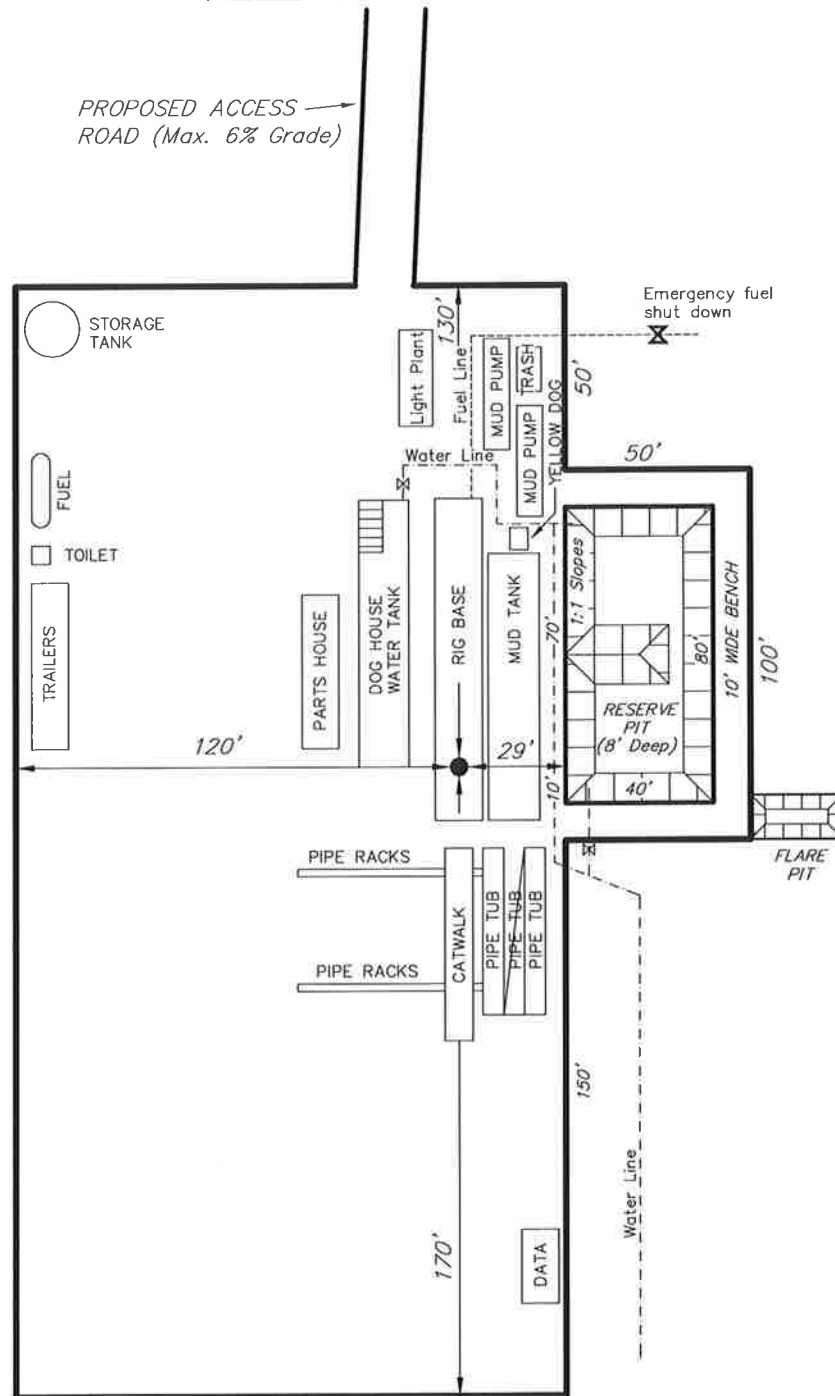 PROPOSED ACCESS
ROAD (Max. 6% Grade)
STORAGE
TANK
Emergency fuel
shut down
130'
Light Plant
Fuel Line
MUD PUMP
TRASH
MUD PUMP
YELLOW DOG
50'
50'
Water Line
FUEL
TOILET
TRAILERS
PARTS HOUSE
DOG HOUSE
WATER TANK
RIG BASE
MUD TANK
70'
1:1 Slopes
80'
10' WIDE BENCH
100'
RESERVE
PIT
(8' Deep)
120'
29'
10'
40'
FLARE
PIT
PIPE RACKS
CATWALK
PIPE TUB
PIPE TUB
PIPE TUB
PIPE RACKS
150'
Water Line
170'
DATA